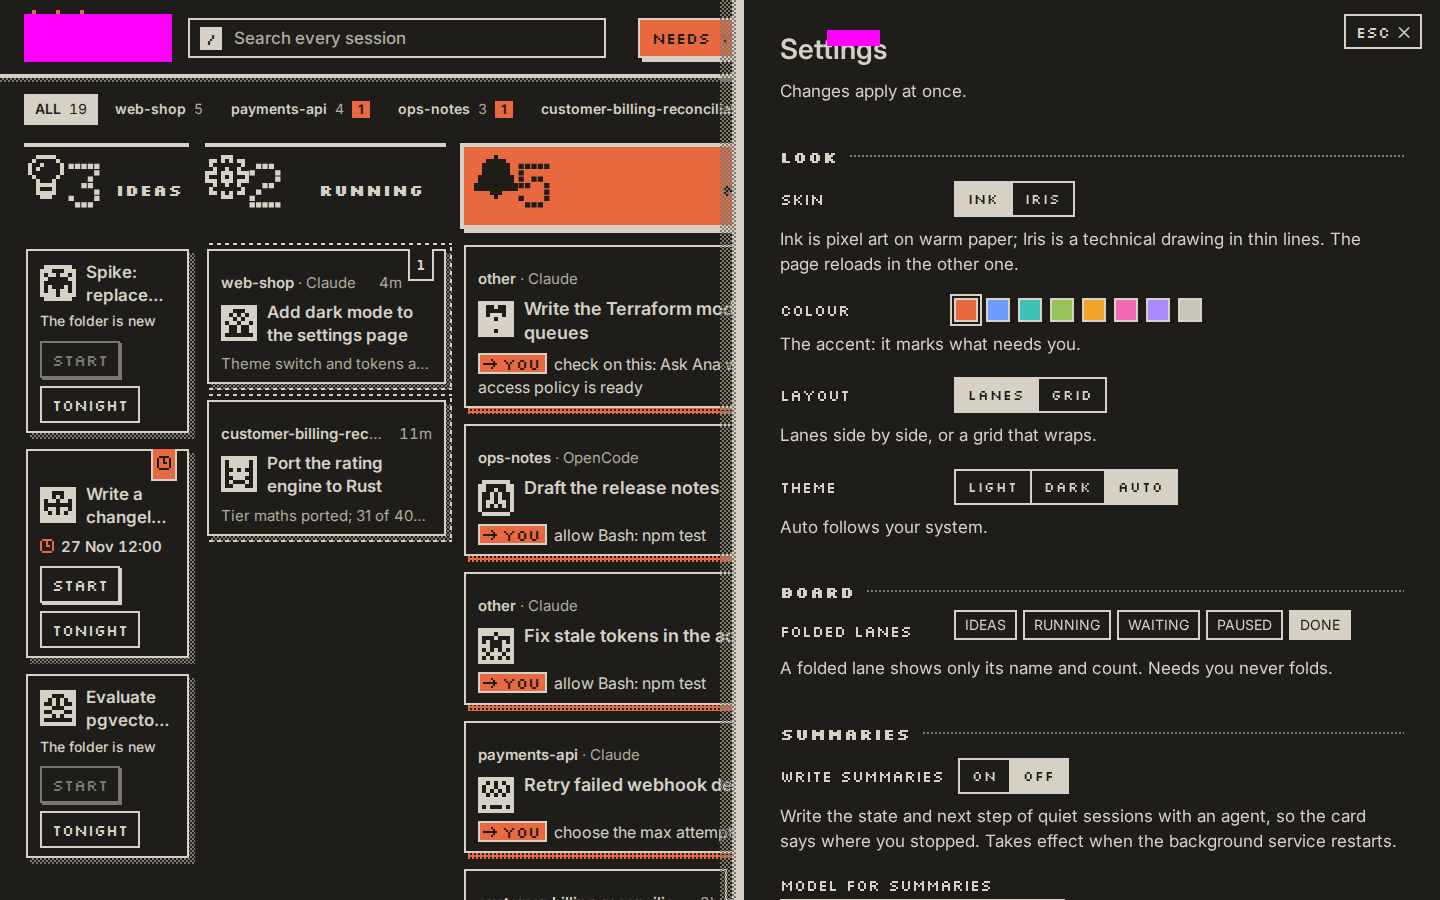 / Search every session
NEEDS
ALL 19 web-shop 5 payments-api 4 1 ops-notes 3 1
3 IDEAS
2 RUNNING
5
Spike:
replace...
The folder is new
START
TONIGHT
Write a
changel...
27 Nov 12:00
START
TONIGHT
Evaluate
pgvecto...
The folder is new
START
TONIGHT
1
web-shop · Claude 4m
Add dark mode to
the settings page
Theme switch and tokens a...
customer-billing-rec... 11m
Port the rating
engine to Rust
Tier maths ported; 31 of 40...
other · Claude
Write the Terraform
queues
→ YOU check on this: Ask Ana
access policy is ready
ops-notes · OpenCode
Draft the release notes
→ YOU allow Bash: npm test
other · Claude
Fix stale tokens in the
→ YOU allow Bash: npm test
payments-api · Claude
Retry failed webhook
→ YOU choose the max
Settings
ESC ×
Changes apply at once.
LOOK
SKIN INK IRIS
Ink is pixel art on warm paper; Iris is a technical drawing in thin lines. The
page reloads in the other one.
COLOUR
The accent: it marks what needs you.
LAYOUT LANES GRID
Lanes side by side, or a grid that wraps.
THEME LIGHT DARK AUTO
Auto follows your system.
BOARD
FOLDED LANES IDEAS RUNNING WAITING PAUSED DONE
A folded lane shows only its name and count. Needs you never folds.
SUMMARIES
WRITE SUMMARIES ON OFF
Write the state and next step of quiet sessions with an agent, so the card
says where you stopped. Takes effect when the background service restarts.
MODEL FOR SUMMARIES